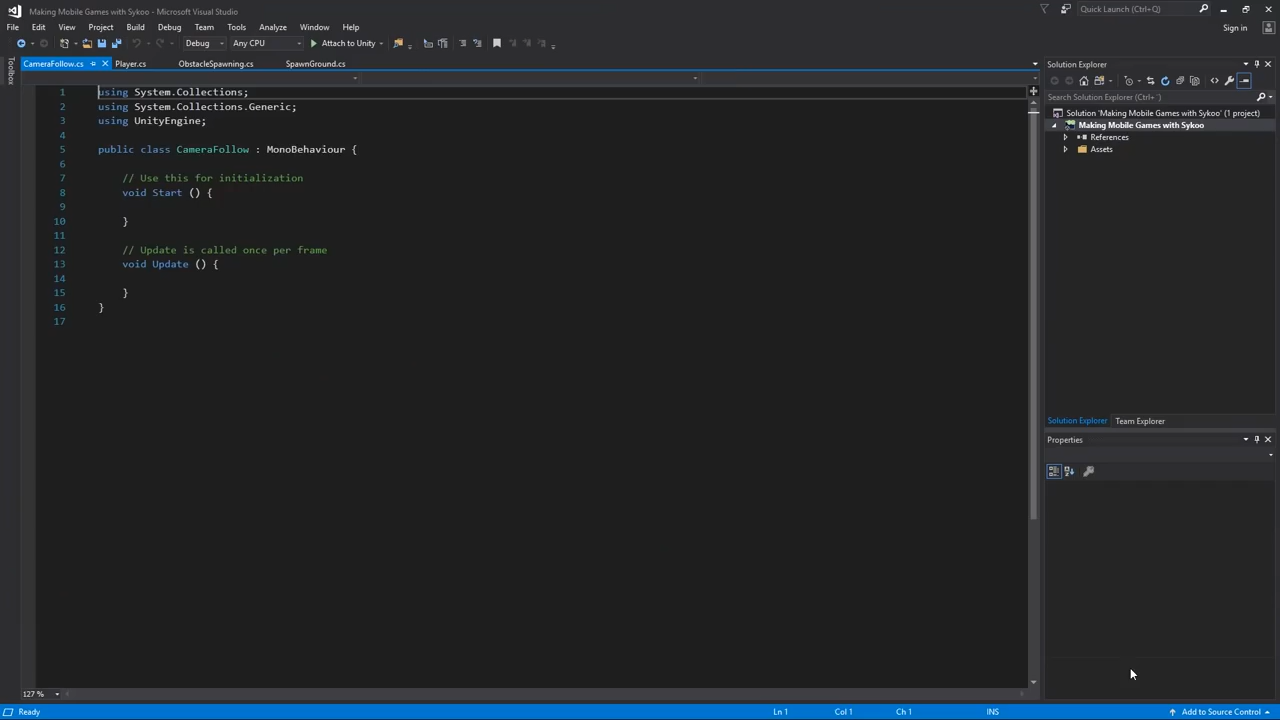 Making Mobile Games with Sykoo - Microsoft Visual Studio
Quick Launch (Ctrl+Q)
File Edit View Project Build Debug Team Tools Analyze Window Help
Sign in
Debug Any CPU Attach to Unity
Toolbox
CameraFollow.cs Player.cs ObstacleSpawning.cs SpawnGround.cs
1 using System.Collections;
2 using System.Collections.Generic;
3 using UnityEngine;
4
5 public class CameraFollow : MonoBehaviour {
6
7 // Use this for initialization
8 void Start () {
9
10 }
11
12 // Update is called once per frame
13 void Update () {
14
15 }
16 }
17
127 %
Solution Explorer
Search Solution Explorer (Ctrl+¨)
Solution 'Making Mobile Games with Sykoo' (1 project)
Making Mobile Games with Sykoo
References
Assets
Solution Explorer Team Explorer
Properties
Ready Ln 1 Col 1 Ch 1 INS Add to Source Control